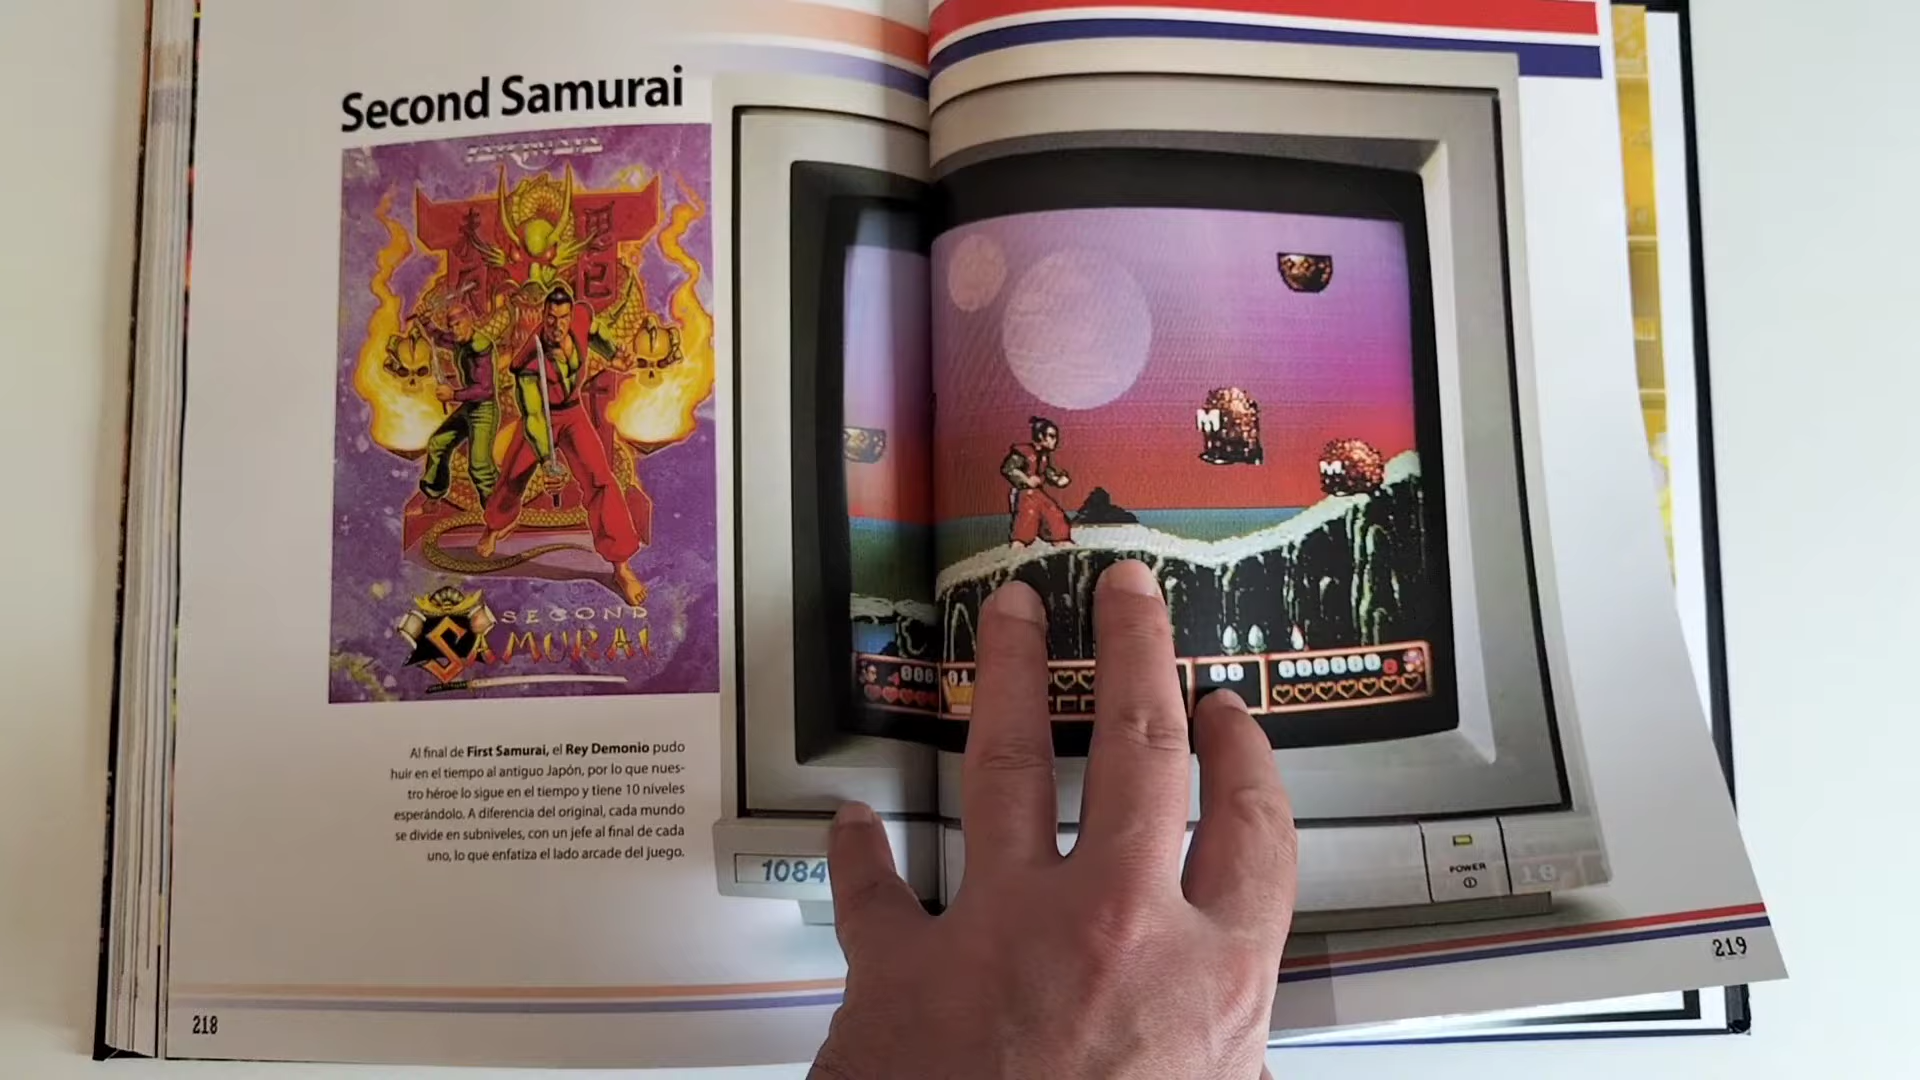 Second Samurai
SECOND
SAMURAI
Al final de First Samurai, el Rey Demonio pudo
huir en el tiempo al antiguo Japón, por lo que nues-
tro héroe lo sigue en el tiempo y tiene 10 niveles
esperándolo. A diferencia del original, cada mundo
se divide en subniveles, con un jefe al final de cada
uno, lo que enfatiza el lado arcade del juego.
218
M
M
00
1084
POWER
219